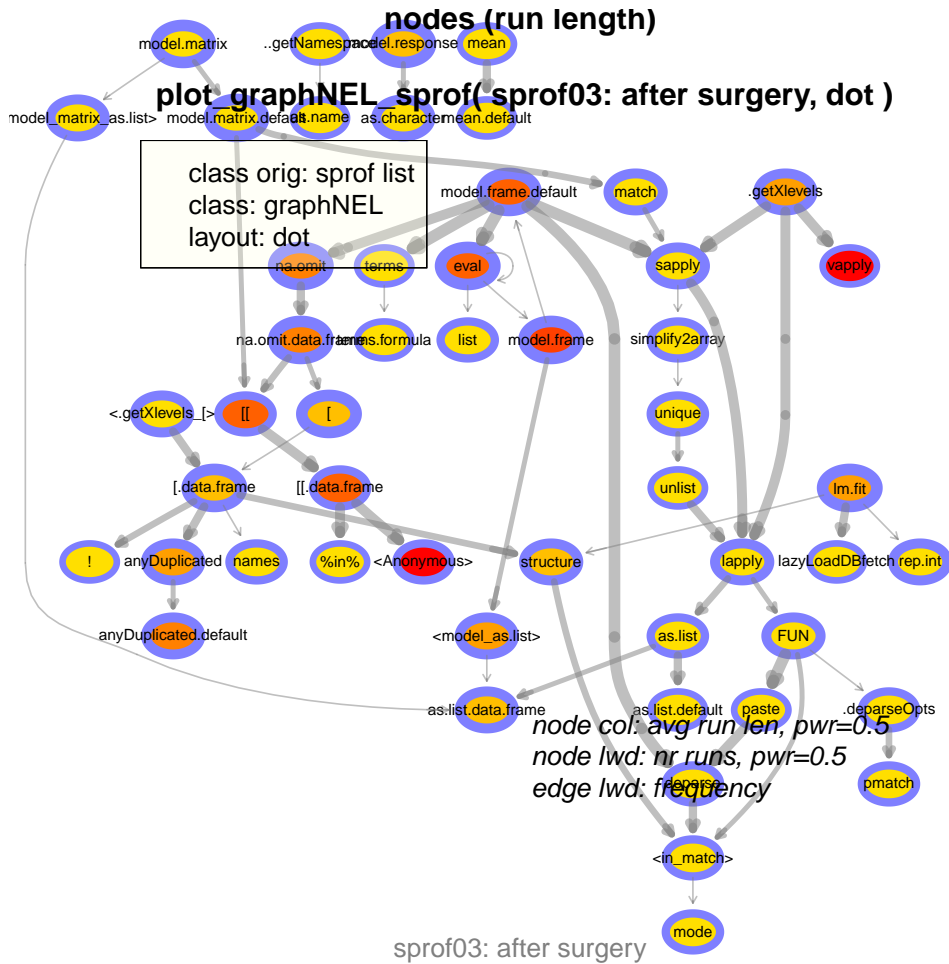 nodes (run length)
model.matrix
..getNamespace
model.response
mean
plot_graphNEL_sprof( sprof03: after surgery, dot )
model_matrix_as.list>
model.matrix.default
as.name
as.character
mean.default
class orig: sprof list
class: graphNEL
layout: dot
model.frame.default
match
.getXlevels
na.omit
terms
eval
sapply
vapply
na.omit.data.frame
terms.formula
list
model.frame
simplify2array
<.getXlevels_[>
[[
[
unique
[.data.frame
[[.data.frame
unlist
lm.fit
!
anyDuplicated
names
%in%
<Anonymous>
structure
lapply
lazyLoadDBfetch
rep.int
anyDuplicated.default
<model_as.list>
as.list
FUN
as.list.data.frame
as.list.default
paste
.deparseOpts
node col: avg run len, pwr=0.5
node lwd: nr runs, pwr=0.5
edge lwd: frequency
deparse
pmatch
<in_match>
mode
sprof03: after surgery